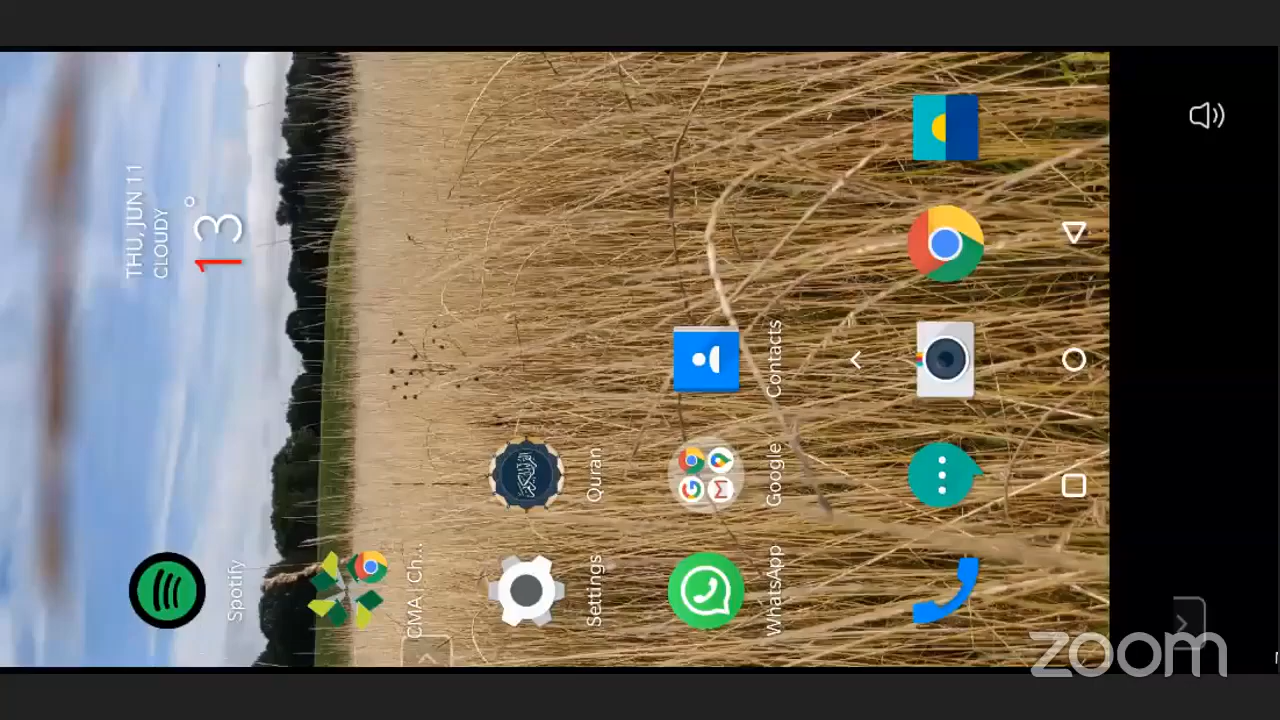 THU, JUN 11
CLOUDY
13°
Spotify
CMA | Ch...
Settings
Quran
WhatsApp
Google
Contacts
zoom